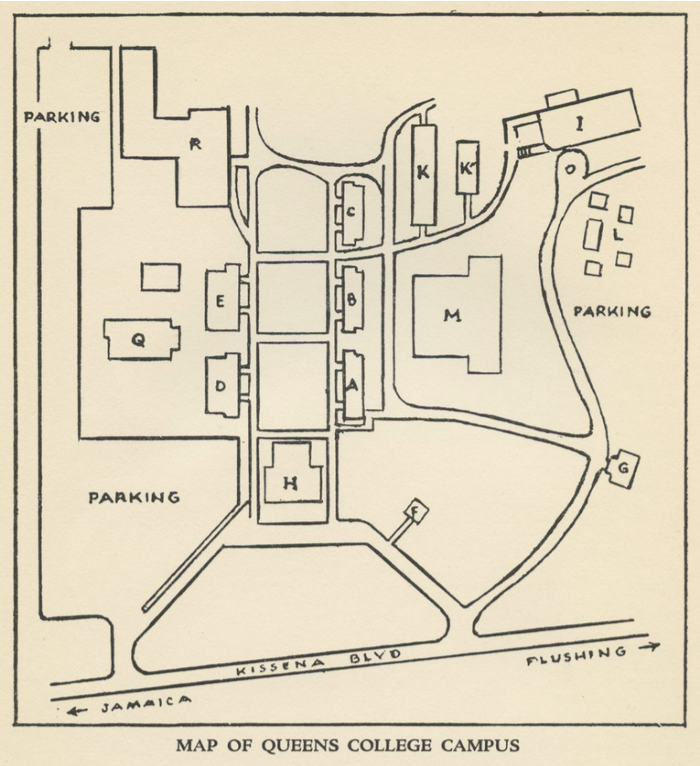 PARKING
R
I
K
K"
C
L
E
B
M
PARKING
Q
D
A
G
H
PARKING
F
KISSENA BLVD
FLUSHING →
← JAMAICA
MAP OF QUEENS COLLEGE CAMPUS